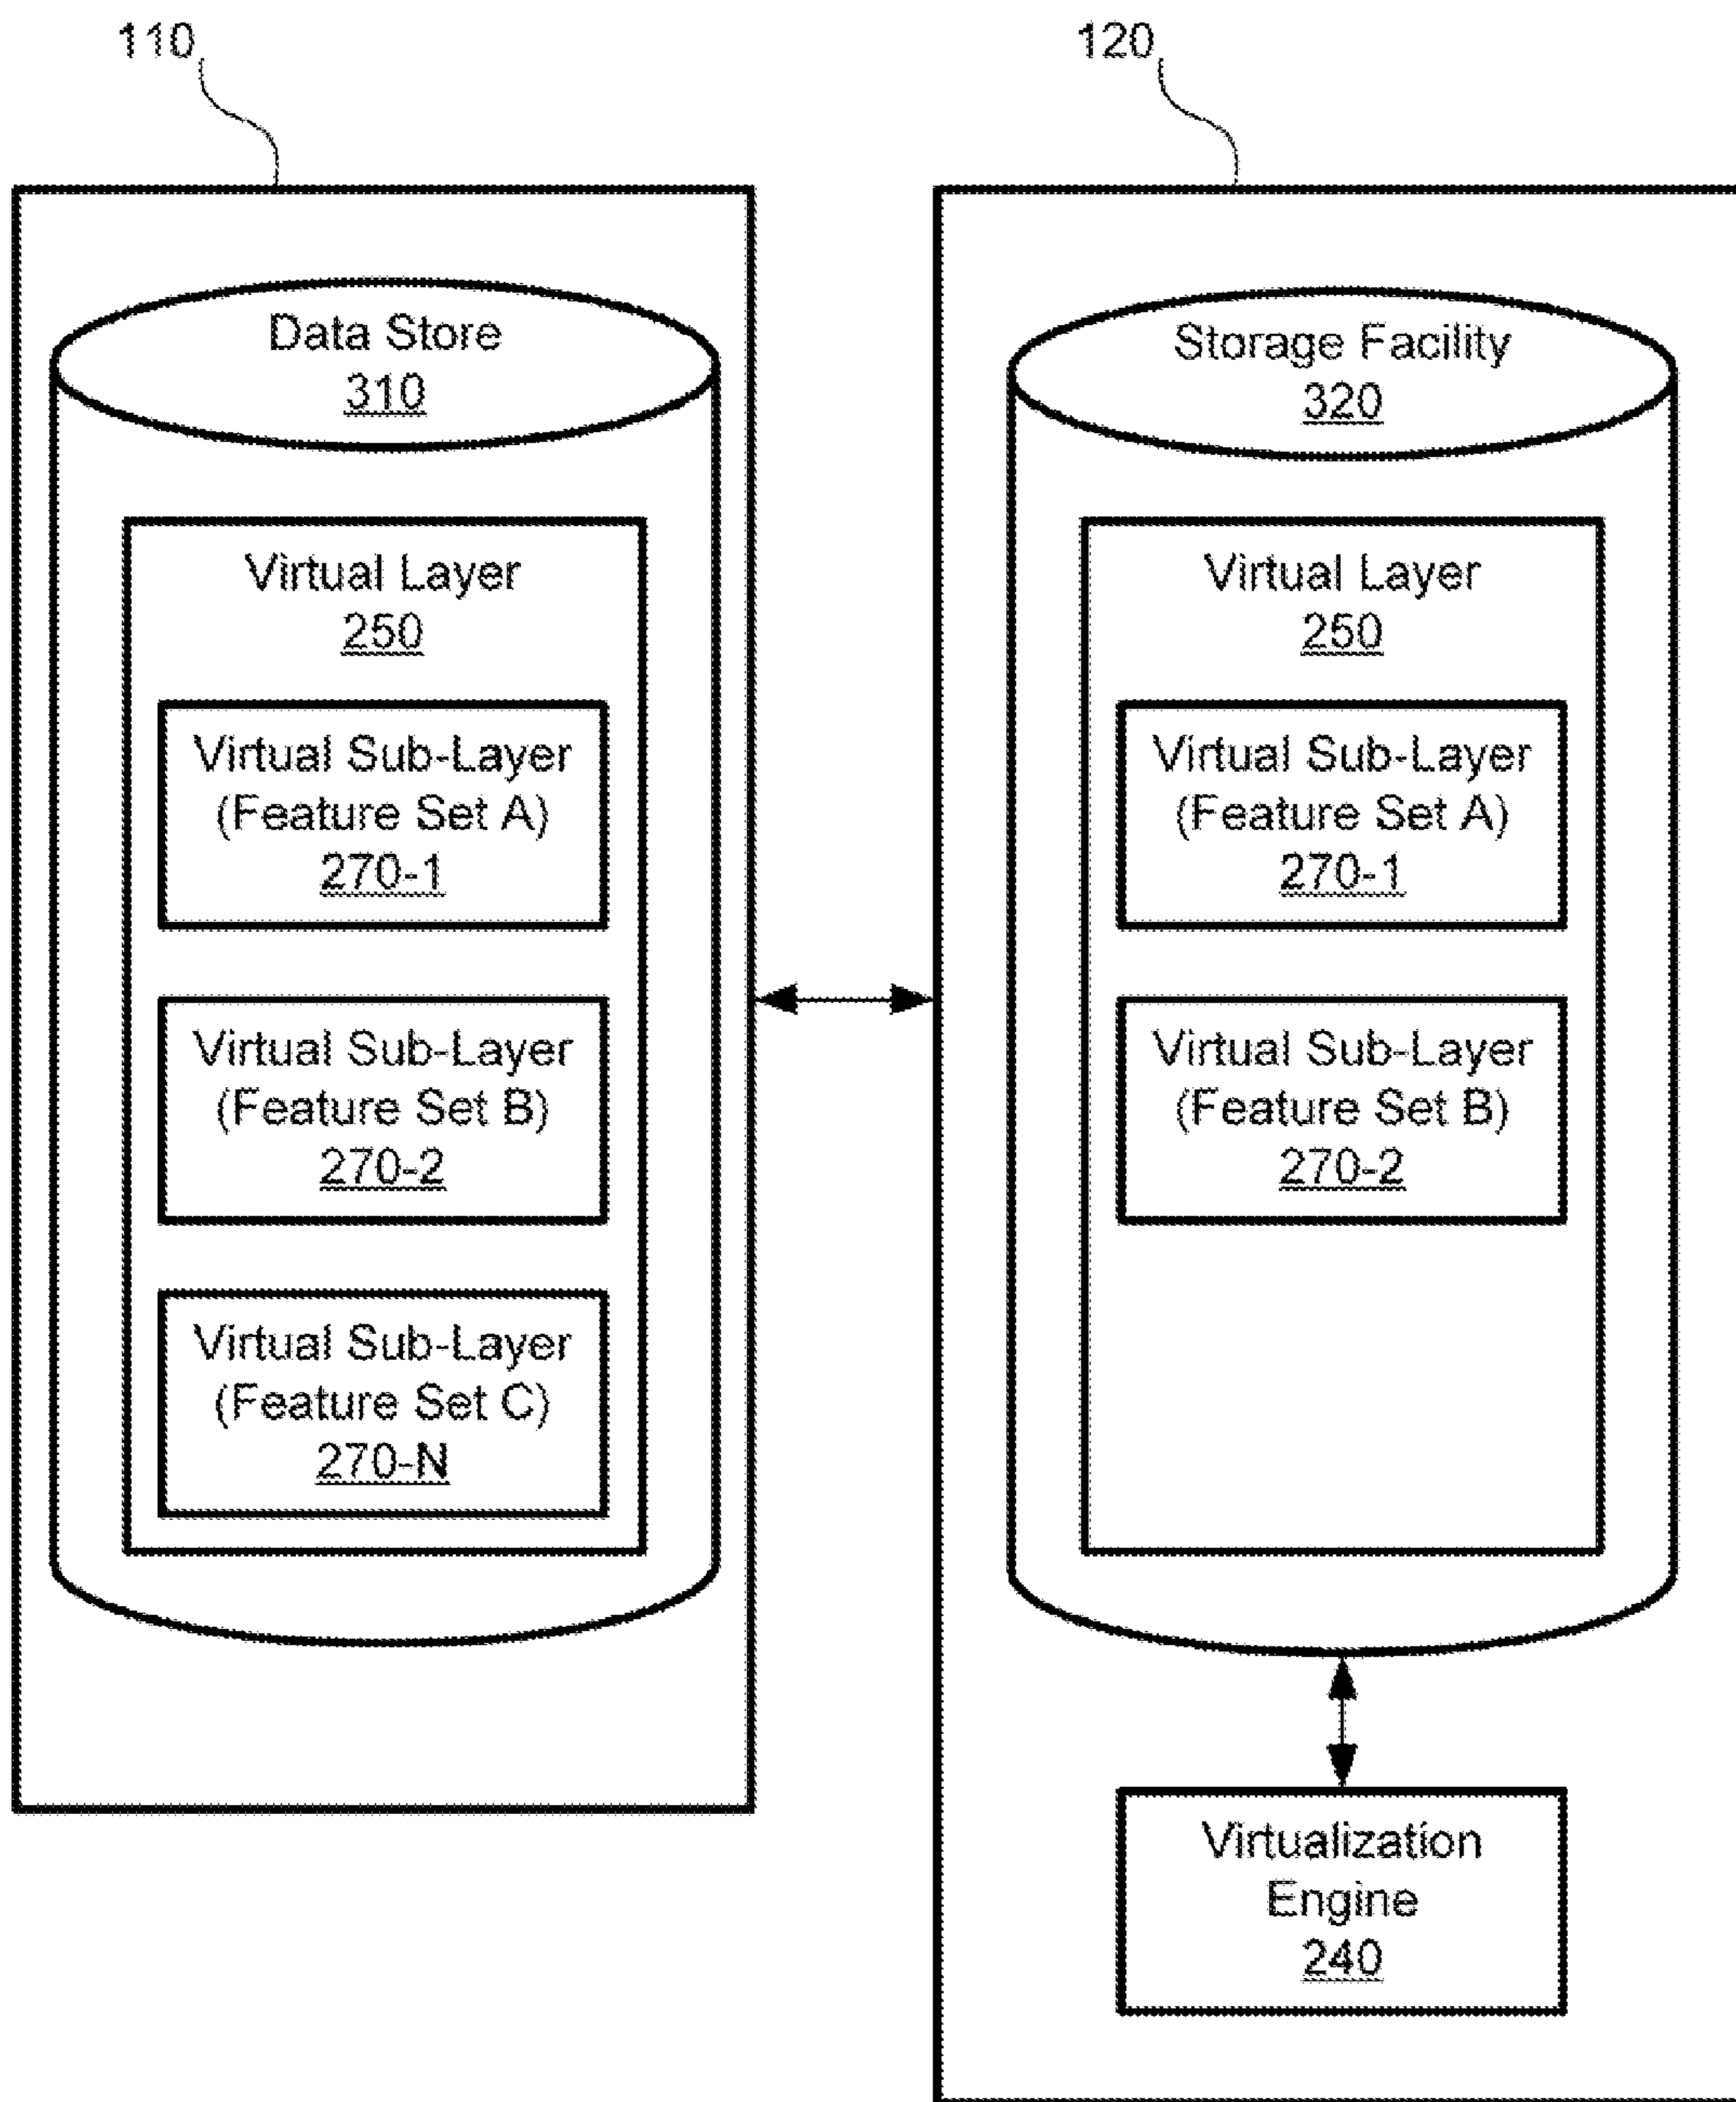 110
120
Data Store
310
Virtual Layer
250
Virtual Sub-Layer
(Feature Set A)
270-1
Virtual Sub-Layer
(Feature Set B)
270-2
Virtual Sub-Layer
(Feature Set C)
270-N
Storage Facility
320
Virtual Layer
250
Virtual Sub-Layer
(Feature Set A)
270-1
Virtual Sub-Layer
(Feature Set B)
270-2
Virtualization
Engine
240